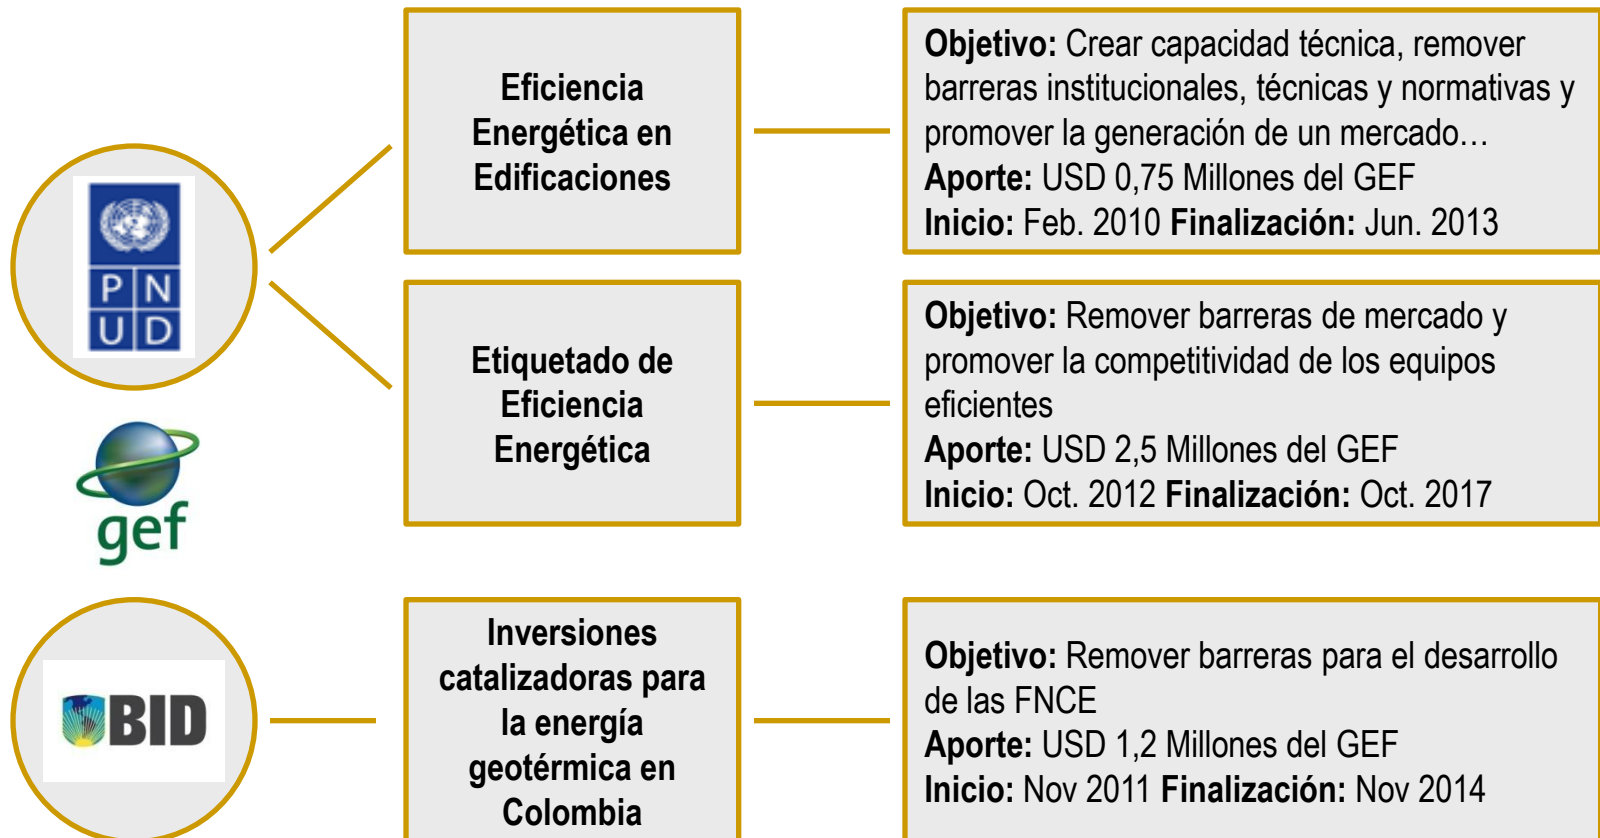 PN
UD
gef
Eficiencia
Energética en
Edificaciones
Objetivo: Crear capacidad técnica, remover
barreras institucionales, técnicas y normativas y
promover la generación de un mercado…
Aporte: USD 0,75 Millones del GEF
Inicio: Feb. 2010 Finalización: Jun. 2013
Etiquetado de
Eficiencia
Energética
Objetivo: Remover barreras de mercado y
promover la competitividad de los equipos
eficientes
Aporte: USD 2,5 Millones del GEF
Inicio: Oct. 2012 Finalización: Oct. 2017
BID
Inversiones
catalizadoras para
la energía
geotérmica en
Colombia
Objetivo: Remover barreras para el desarrollo
de las FNCE
Aporte: USD 1,2 Millones del GEF
Inicio: Nov 2011 Finalización: Nov 2014